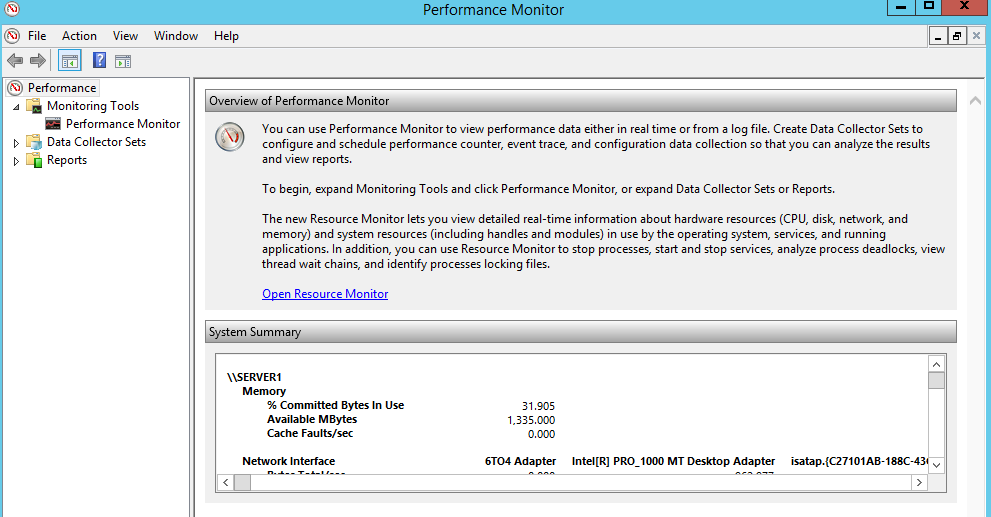 Performance Monitor
File Action View Window Help
Performance
Monitoring Tools
Performance Monitor
Data Collector Sets
Reports
Overview of Performance Monitor
You can use Performance Monitor to view performance data either in real time or from a log file. Create Data Collector Sets to
configure and schedule performance counter, event trace, and configuration data collection so that you can analyze the results
and view reports.
To begin, expand Monitoring Tools and click Performance Monitor, or expand Data Collector Sets or Reports.
The new Resource Monitor lets you view detailed real-time information about hardware resources (CPU, disk, network, and
memory) and system resources (including handles and modules) in use by the operating system, services, and running
applications. In addition, you can use Resource Monitor to stop processes, start and stop services, analyze process deadlocks, view
thread wait chains, and identify processes locking files.
Open Resource Monitor
System Summary
\\SERVER1
Memory
% Committed Bytes In Use 31.905
Available MBytes 1,335.000
Cache Faults/sec 0.000
Network Interface 6TO4 Adapter Intel[R] PRO_1000 MT Desktop Adapter isatap.{C27101AB-188C-43